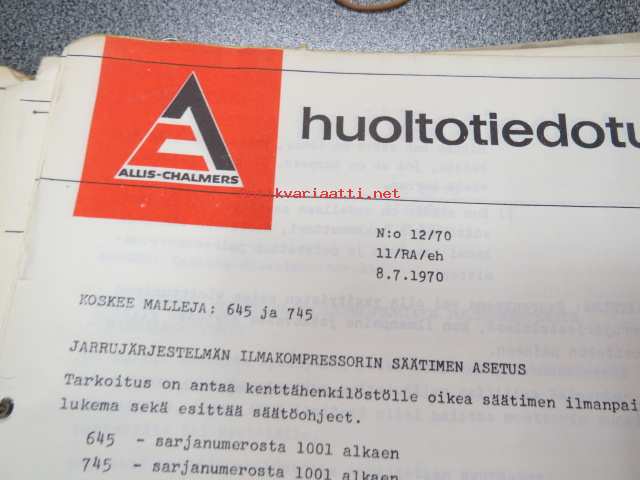 huoltotiedotu
ALLIS-CHALMERS
antikvariaatti.net
N:o 12/70
11/RA/eh
8.7.1970
KOSKEE MALLEJA: 645 ja 745
JARRUJÄRJESTELMÄN ILMAKOMPRESSORIN SÄÄTIMEN ASETUS
Tarkoitus on antaa kenttähenkilöstölle oikea säätimen ilmanpai
lukema sekä esittää säätöohjeet.
645 - sarjanumerosta 1001 alkaen
745 - sarjanumerosta 1001 alkaen